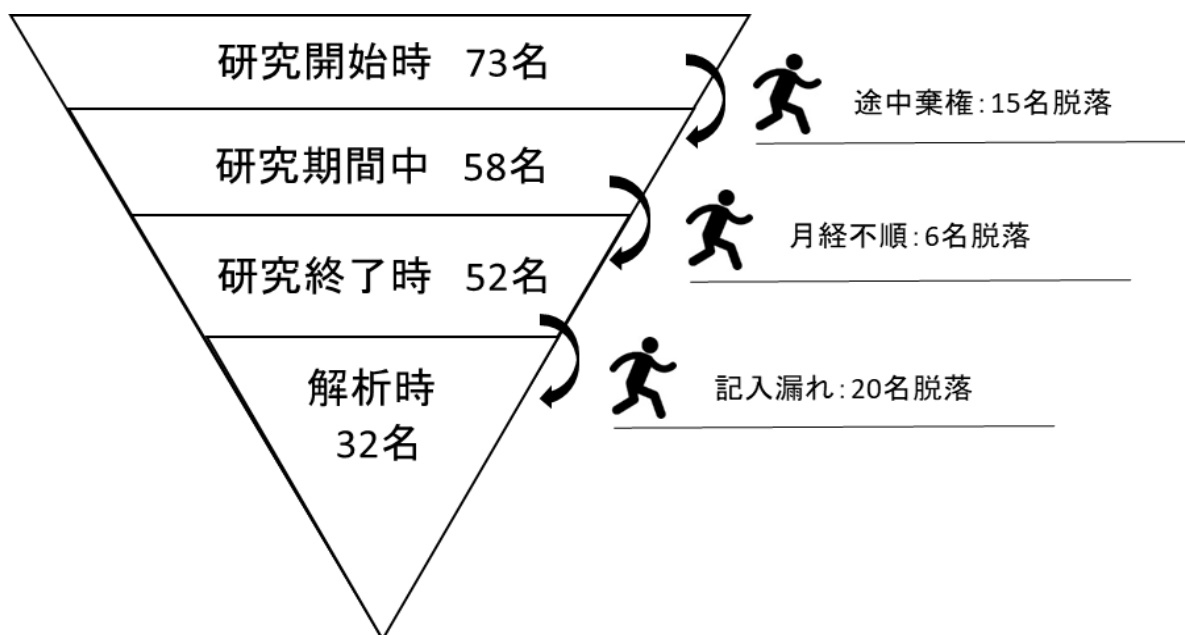 研究開始時 73名
途中棄権：15名脱落
研究期間中 58名
月経不順：6名脱落
研究終了時 52名
記入漏れ：20名脱落
解析時
32名